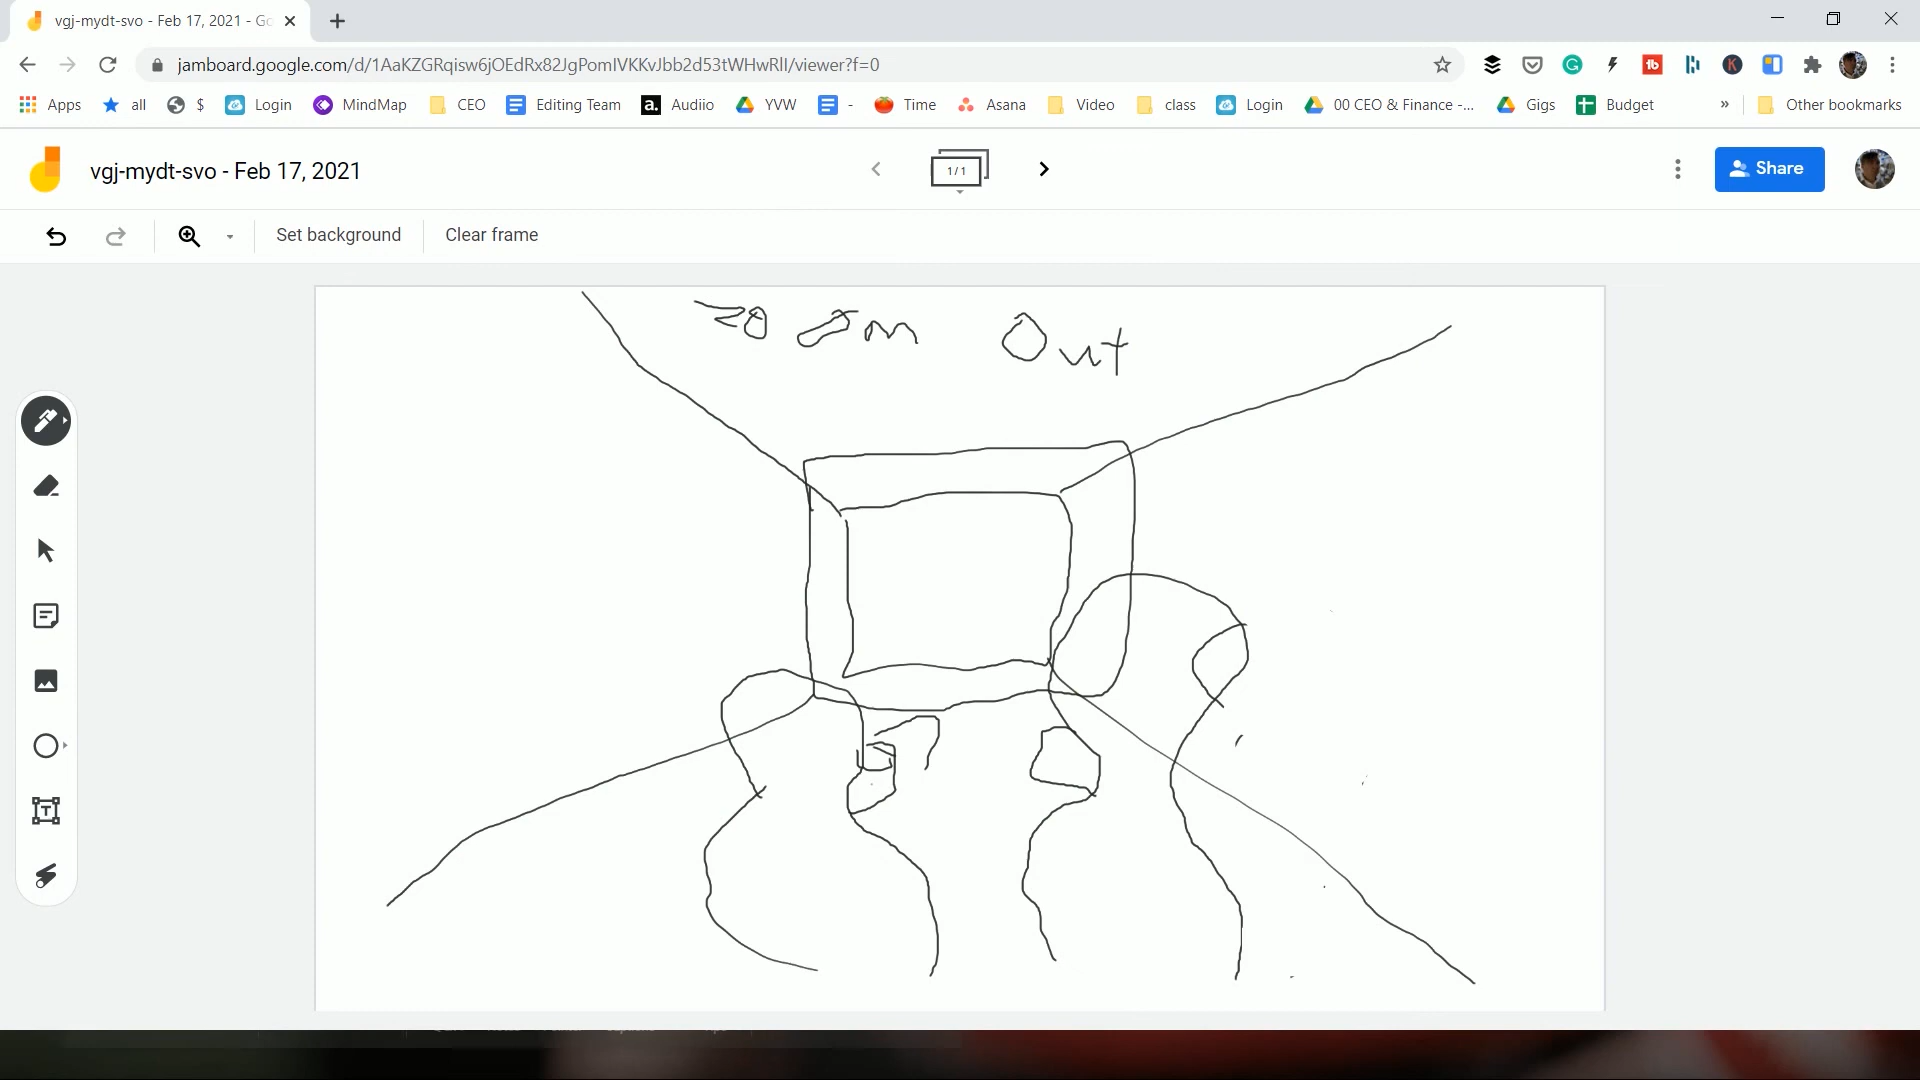 vgj-mydt-svo - Feb 17, 2021 - Go
jamboard.google.com/d/1AaKZGRqisw6jOEdRx82JgPomIVKKvJbb2d53tWHwRlI/viewer?f=0
Apps all $ Login MindMap CEO Editing Team a. Audiio YVW - Time Asana Video class Login 00 CEO & Finance -... Gigs Budget » Other bookmarks
vgj-mydt-svo - Feb 17, 2021 1/1 Share
Set background Clear frame
Zoom Out